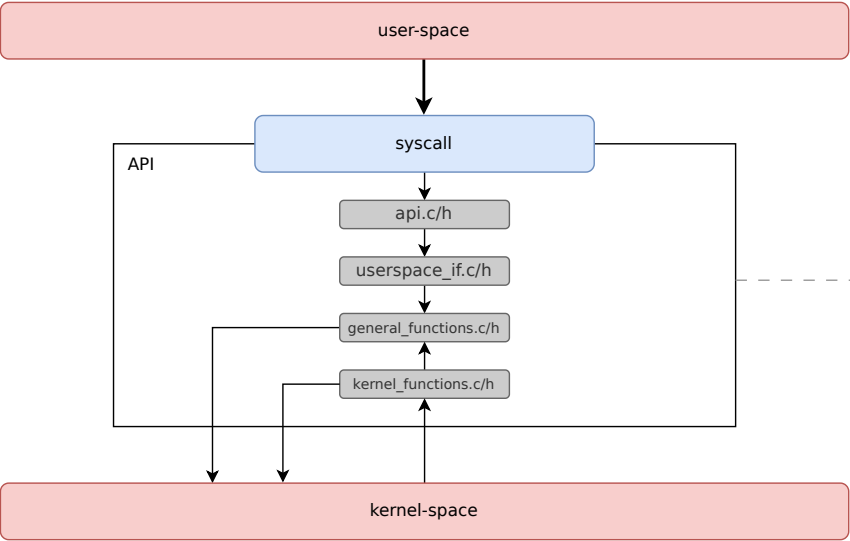 user-space
syscall
API
api.c/h
userspace_if.c/h
general_functions.c/h
kernel_functions.c/h
kernel-space